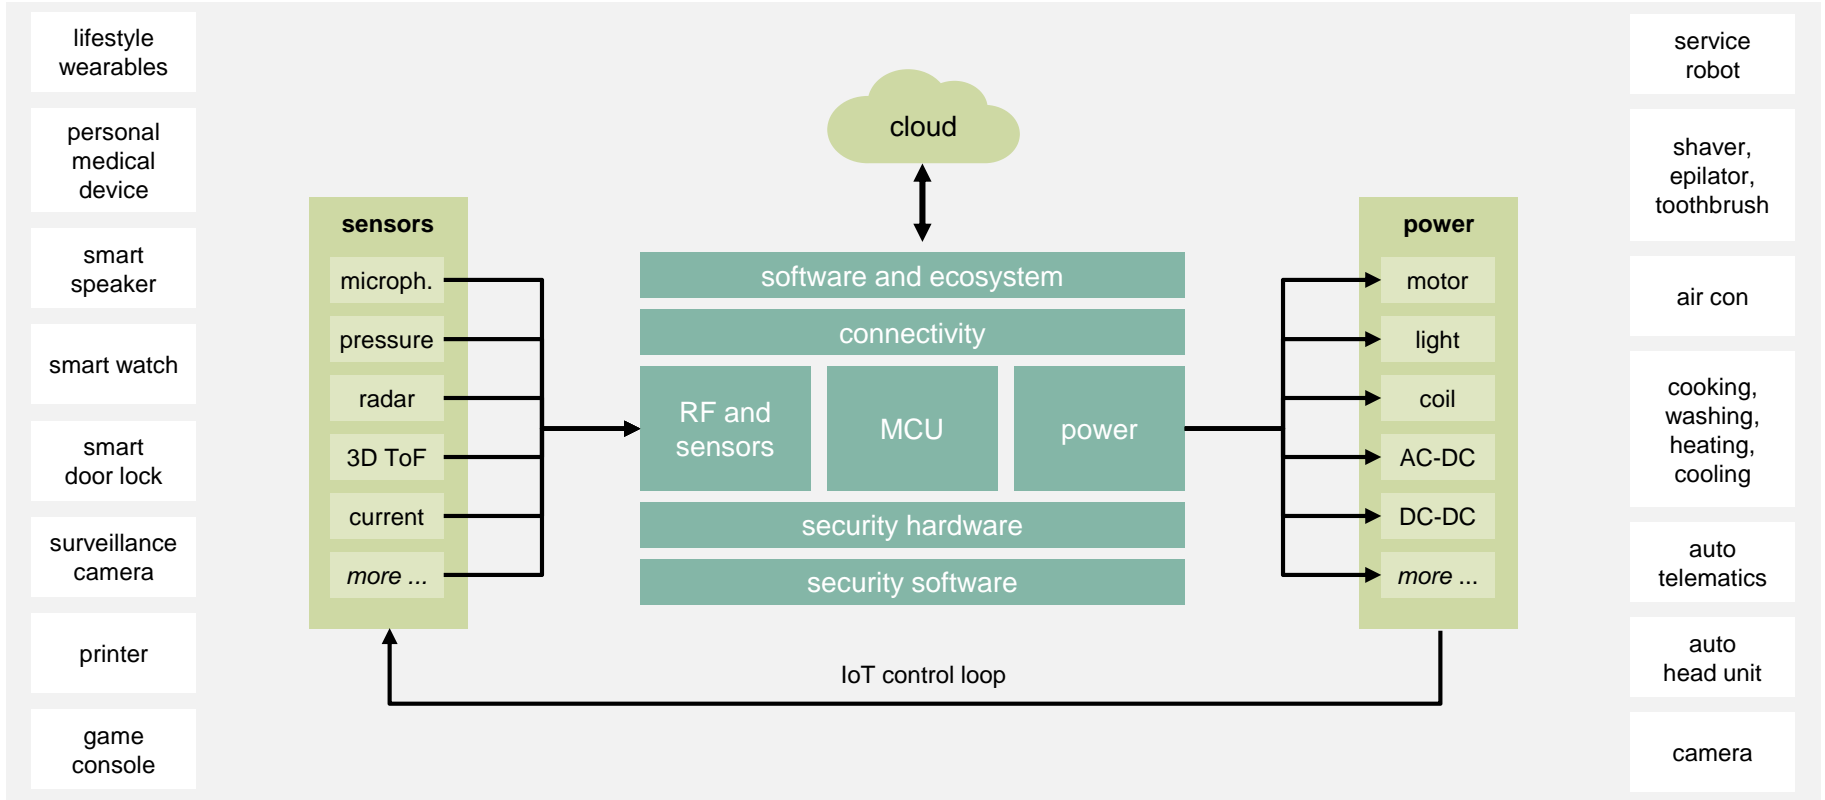 lifestyle
wearables
personal
medical
device
smart
speaker
smart watch
smart
door lock
surveillance
camera
printer
game
console
sensors
microph.
pressure
radar
3D ToF
current
more ...
cloud
software and ecosystem
connectivity
RF and
sensors
MCU
power
security hardware
security software
IoT control loop
power
motor
light
coil
AC-DC
DC-DC
more ...
service
robot
shaver,
epilator,
toothbrush
air con
cooking,
washing,
heating,
cooling
auto
telematics
auto
head unit
camera